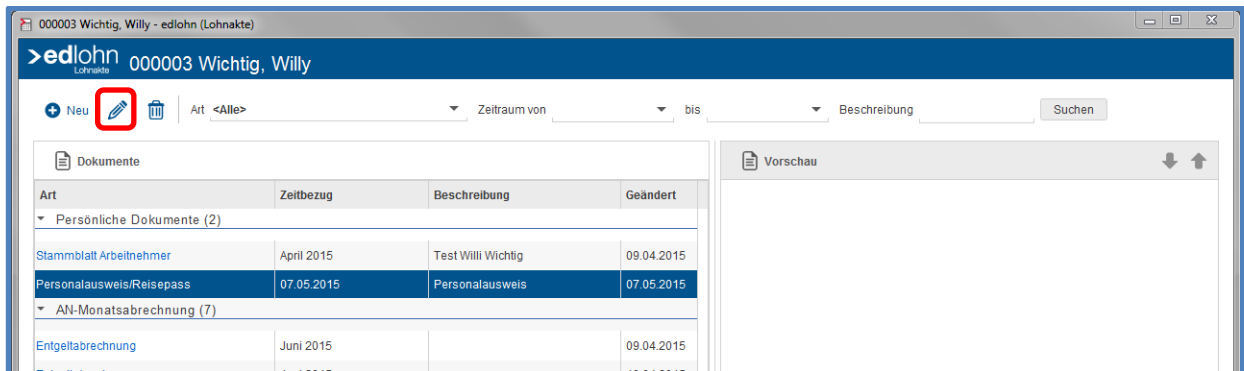 000003 Wichtig, Willy - edlohn (Lohnakte)
>edlohn 000003 Wichtig, Willy
Lohnakte
Neu Art <Alle> Zeitraum von bis Beschreibung Suchen
Dokumente Vorschau
Art Zeitbezug Beschreibung Geändert
Persönliche Dokumente (2)
Stammblatt Arbeitnehmer April 2015 Test Willi Wichtig 09.04.2015
Personalausweis/Reisepass 07.05.2015 Personalausweis 07.05.2015
AN-Monatsabrechnung (7)
Entgeltabrechnung Juni 2015 09.04.2015